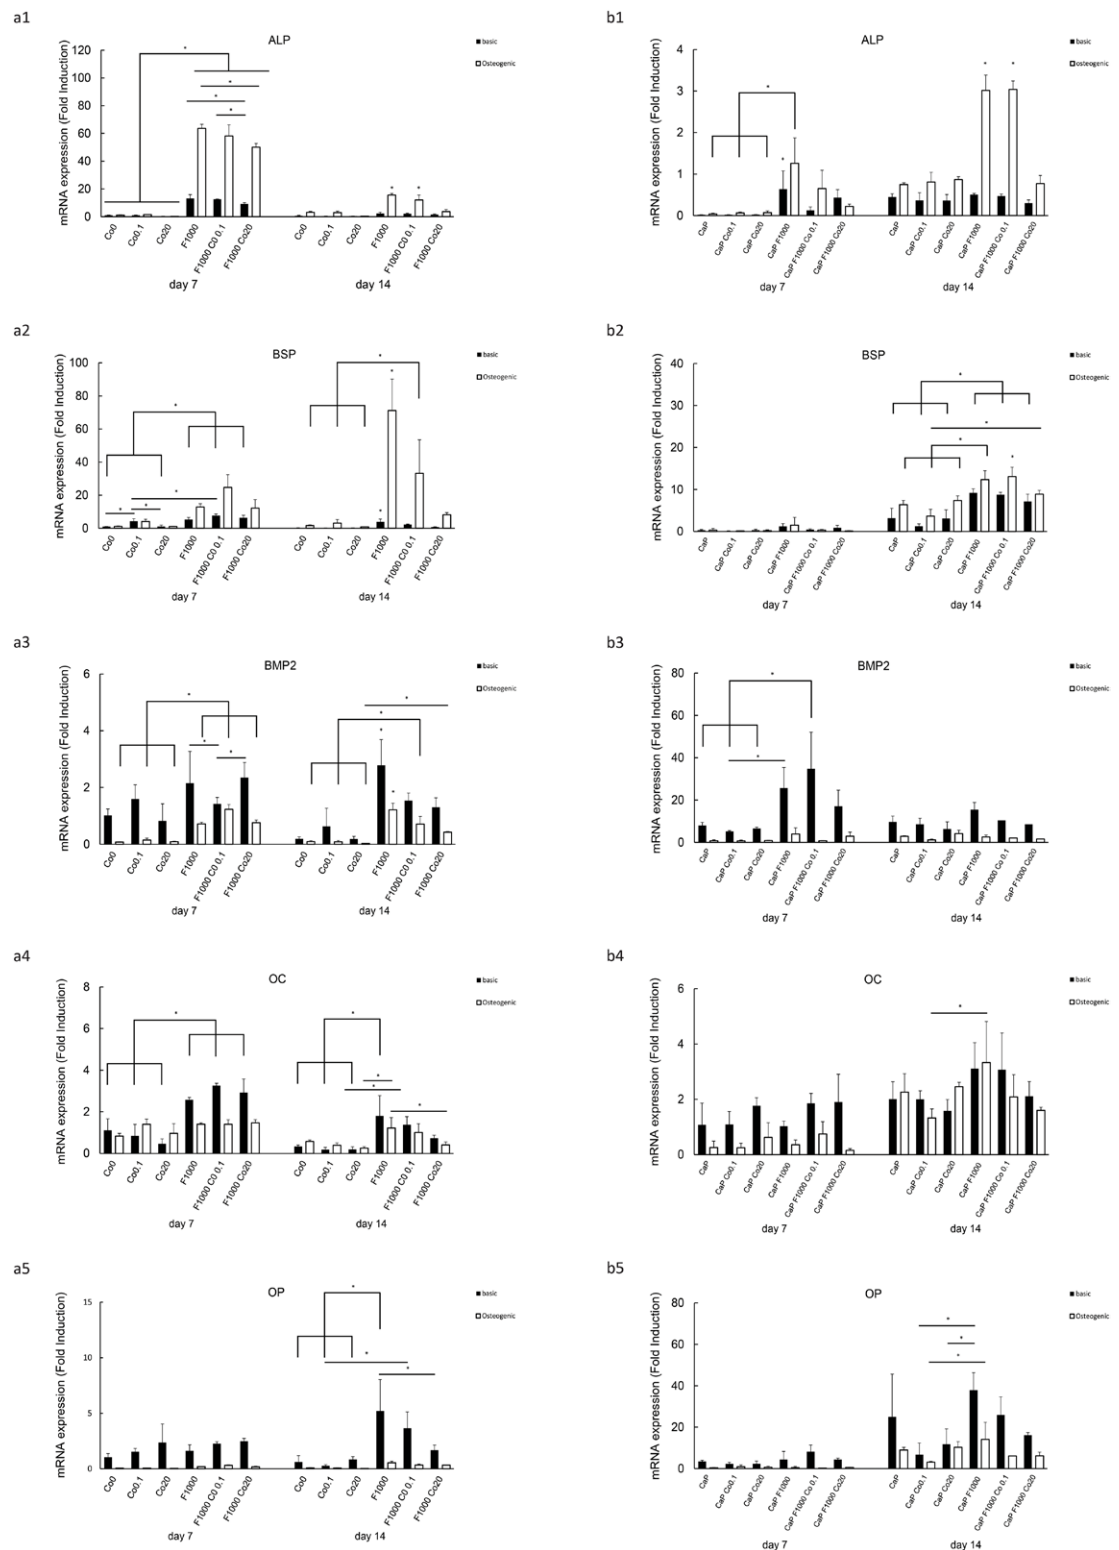 a1
ALP
basic
Osteogenic
mRNA expression (Fold Induction)
120
100
80
60
40
20
0
Co0
Co0.1
Co20
F1000
F1000 C0 0.1
F1000 Co20
Co0
Co0.1
Co20
F1000
F1000 C0 0.1
F1000 Co20
day 7
day 14
b1
ALP
basic
osteogenic
mRNA expression (Fold Induction)
4
3
2
1
0
CaP
CaP Co0.1
CaP Co20
CaP F1000
CaP F1000 Co 0.1
CaP F1000 Co20
CaP
CaP Co0.1
CaP Co20
CaP F1000
CaP F1000 Co 0.1
CaP F1000 Co20
day 7
day 14
a2
BSP
basic
Osteogenic
mRNA expression (Fold Induction)
100
80
60
40
20
0
Co0
Co0.1
Co20
F1000
F1000 C0 0.1
F1000 Co20
Co0
Co0.1
Co20
F1000
F1000 C0 0.1
F1000 Co20
day 7
day 14
b2
BSP
basic
Osteogenic
mRNA expression (Fold Induction)
40
30
20
10
0
CaP
CaP Co0.1
CaP Co20
CaP F1000
CaP F1000 Co 0.1
CaP F1000 Co20
CaP
CaP Co0.1
CaP Co20
CaP F1000
CaP F1000 Co 0.1
CaP F1000 Co20
day 7
day 14
a3
BMP2
basic
Osteogenic
mRNA expression (Fold Induction)
6
4
2
0
Co0
Co0.1
Co20
F1000
F1000 C0 0.1
F1000 Co20
Co0
Co0.1
Co20
F1000
F1000 C0 0.1
F1000 Co20
day 7
day 14
b3
BMP2
basic
Osteogenic
mRNA expression (Fold Induction)
80
60
40
20
0
CaP
CaP Co0.1
CaP Co20
CaP F1000
CaP F1000 Co 0.1
CaP F1000 Co20
CaP
CaP Co0.1
CaP Co20
CaP F1000
CaP F1000 Co 0.1
CaP F1000 Co20
day 7
day 14
a4
OC
basic
Osteogenic
mRNA expression (Fold Induction)
8
6
4
2
0
Co0
Co0.1
Co20
F1000
F1000 C0 0.1
F1000 Co20
Co0
Co0.1
Co20
F1000
F1000 C0 0.1
F1000 Co20
day 7
day 14
b4
OC
basic
Osteogenic
mRNA expression (Fold Induction)
6
4
2
0
CaP
CaP Co0.1
CaP Co20
CaP F1000
CaP F1000 Co 0.1
CaP F1000 Co20
CaP
CaP Co0.1
CaP Co20
CaP F1000
CaP F1000 Co 0.1
CaP F1000 Co20
day 7
day 14
a5
OP
basic
Osteogenic
mRNA expression (Fold Induction)
15
10
5
0
Co0
Co0.1
Co20
F1000
F1000 C0 0.1
F1000 Co20
Co0
Co0.1
Co20
F1000
F1000 C0 0.1
F1000 Co20
day 7
day 14
b5
OP
basic
Osteogenic
mRNA expression (Fold Induction)
80
60
40
20
0
CaP
CaP Co0.1
CaP Co20
CaP F1000
CaP F1000 Co 0.1
CaP F1000 Co20
CaP
CaP Co0.1
CaP Co20
CaP F1000
CaP F1000 Co 0.1
CaP F1000 Co20
day 7
day 14